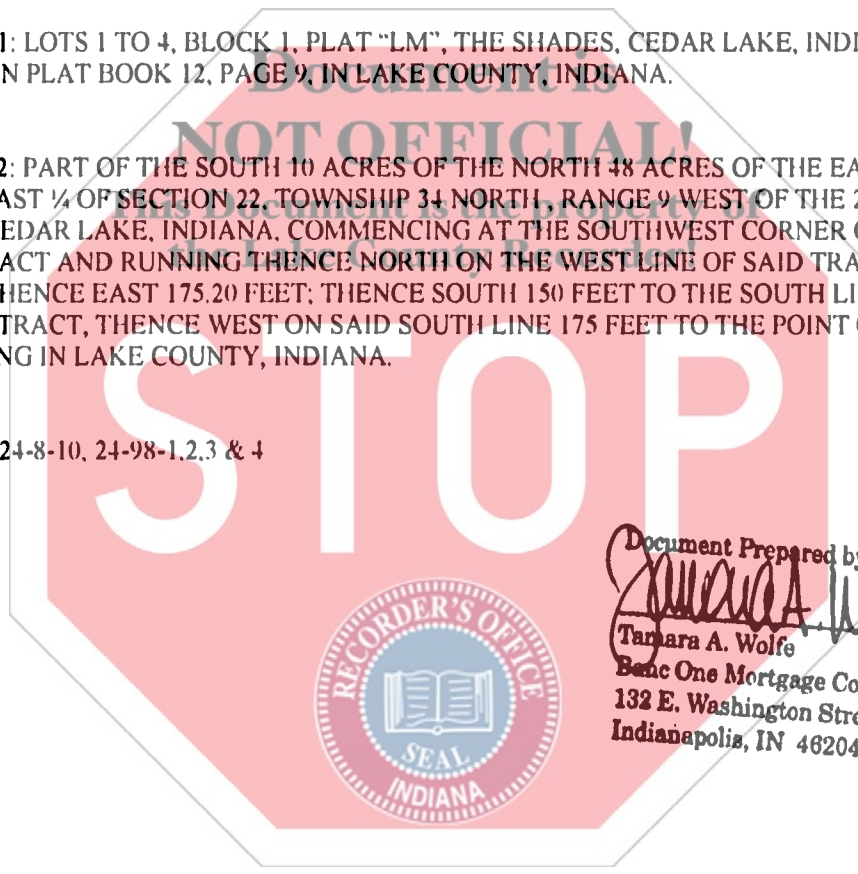 1: LOTS 1 TO 4, BLOCK 1, PLAT “LM”, THE SHADES, CEDAR LAKE, INDI
N PLAT BOOK 12, PAGE 9, IN LAKE COUNTY, INDIANA.
Document is
NOT OFFICIAL!
This Document is the property of
the Lake County Recorder!
2: PART OF THE SOUTH 10 ACRES OF THE NORTH 48 ACRES OF THE EA
AST ¼ OF SECTION 22, TOWNSHIP 34 NORTH, RANGE 9 WEST OF THE 2
EDAR LAKE, INDIANA, COMMENCING AT THE SOUTHWEST CORNER
ACT AND RUNNING THENCE NORTH ON THE WEST LINE OF SAID TRA
HENCE EAST 175.20 FEET; THENCE SOUTH 150 FEET TO THE SOUTH LI
TRACT, THENCE WEST ON SAID SOUTH LINE 175 FEET TO THE POINT
NG IN LAKE COUNTY, INDIANA.
24-8-10, 24-98-1,2,3 & 4
STOP
Document Prepared by
Tamara A. Wolfe
Banc One Mortgage Co
132 E. Washington Stre
Indianapolis, IN 46204
RECORDER'S OFFICE
SEAL
INDIANA